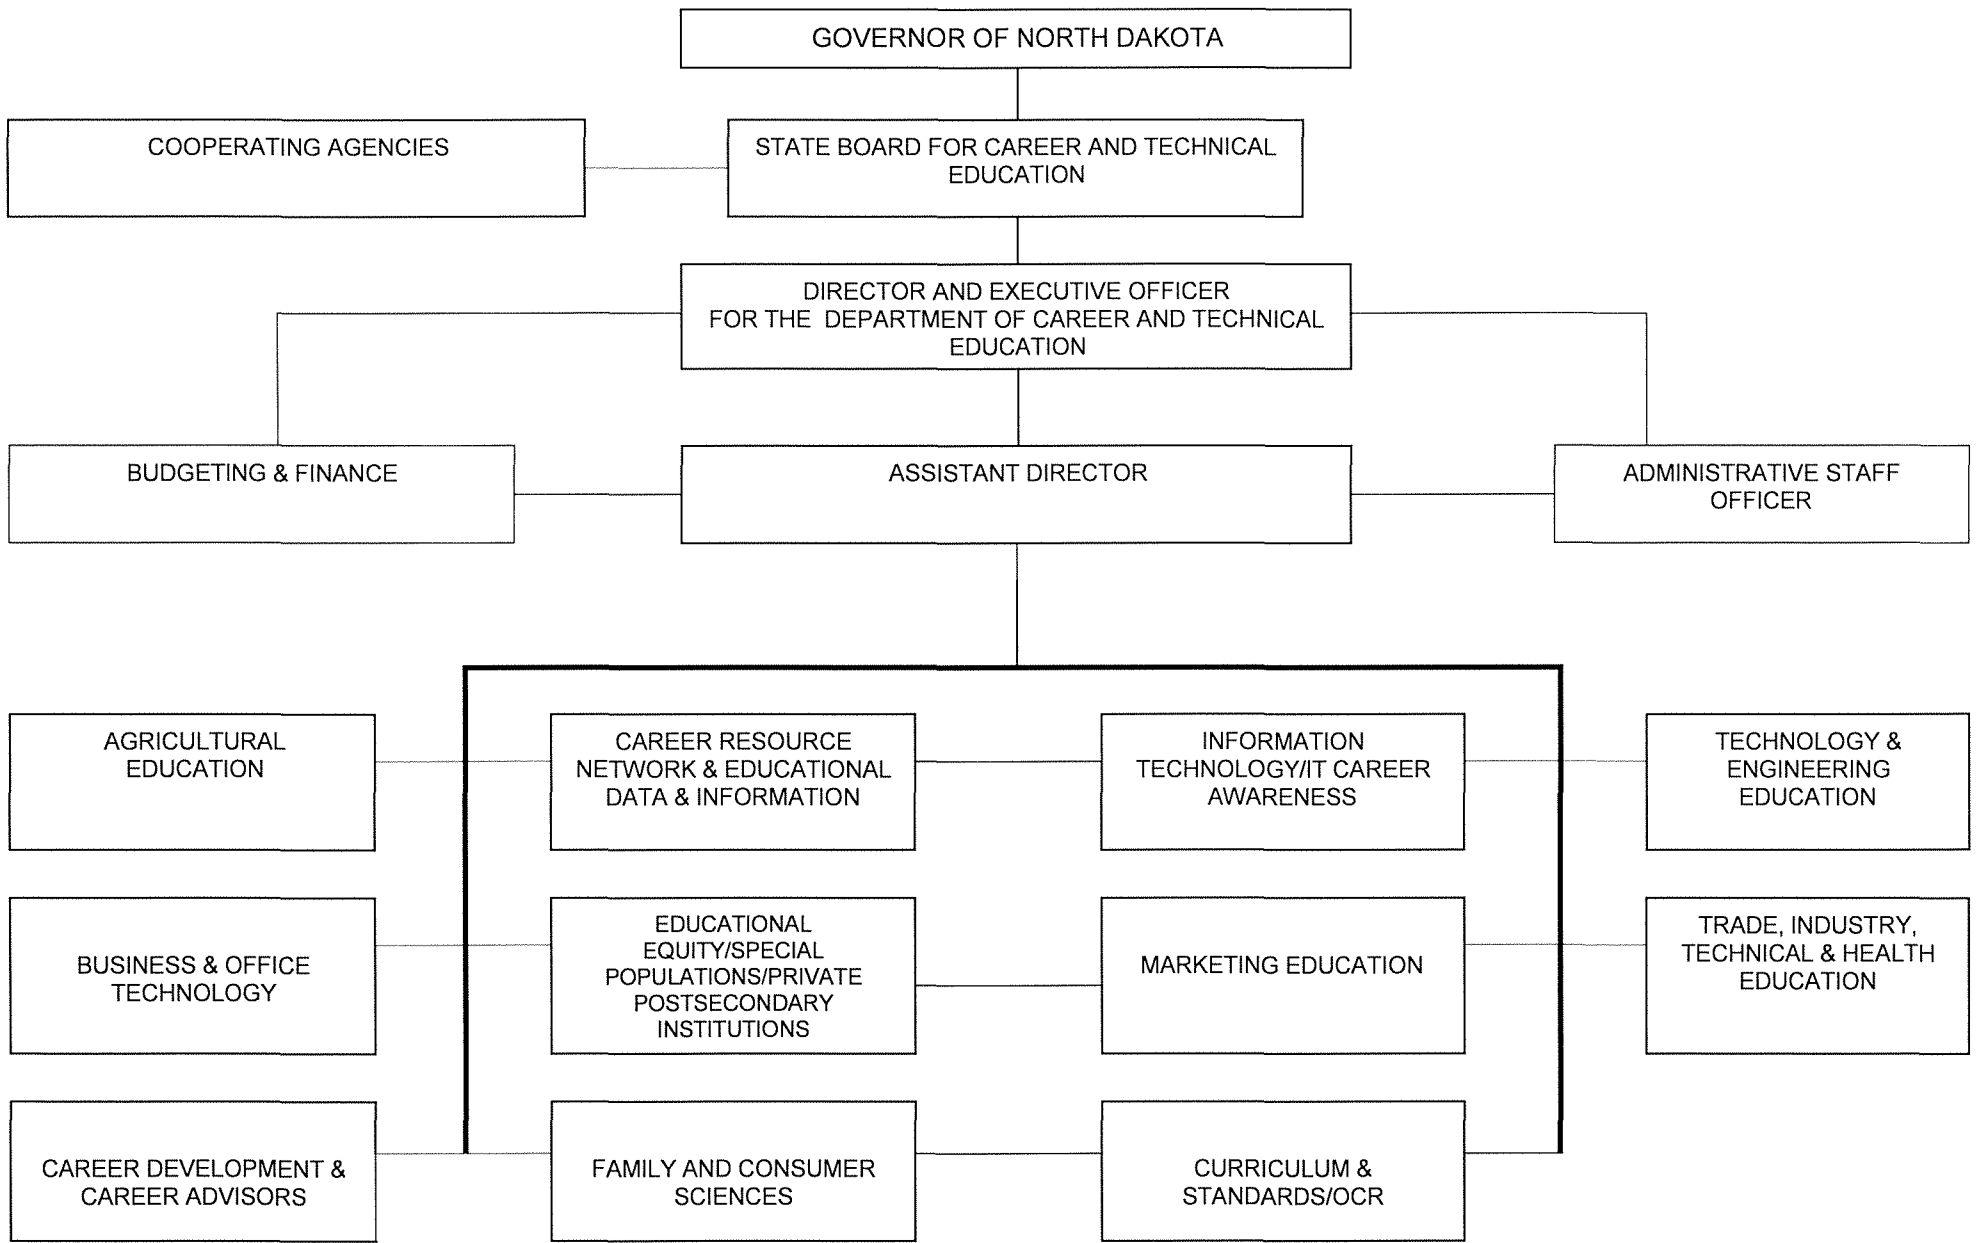 GOVERNOR OF NORTH DAKOTA
COOPERATING AGENCIES
STATE BOARD FOR CAREER AND TECHNICAL
EDUCATION
DIRECTOR AND EXECUTIVE OFFICER
FOR THE DEPARTMENT OF CAREER AND TECHNICAL
EDUCATION
BUDGETING & FINANCE
ASSISTANT DIRECTOR
ADMINISTRATIVE STAFF
OFFICER
AGRICULTURAL
EDUCATION
CAREER RESOURCE
NETWORK & EDUCATIONAL
DATA & INFORMATION
INFORMATION
TECHNOLOGY/IT CAREER
AWARENESS
TECHNOLOGY &
ENGINEERING
EDUCATION
BUSINESS & OFFICE
TECHNOLOGY
EDUCATIONAL
EQUITY/SPECIAL
POPULATIONS/PRIVATE
POSTSECONDARY
INSTITUTIONS
MARKETING EDUCATION
TRADE, INDUSTRY,
TECHNICAL & HEALTH
EDUCATION
CAREER DEVELOPMENT &
CAREER ADVISORS
FAMILY AND CONSUMER
SCIENCES
CURRICULUM &
STANDARDS/OCR